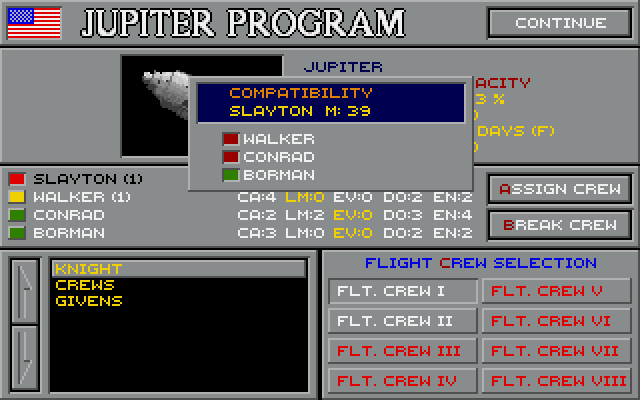 JUPITER PROGRAM
CONTINUE
JUPITER
ACITY
COMPATIBILITY
3 %
SLAYTON M: 39
DAYS (F)
WALKER
CONRAD
BORMAN
SLAYTON (1)
WALKER (1) CA:4 LM:0 EV:0 DO:2 EN:2
CONRAD CA:2 LM:2 EV:0 DO:3 EN:4
BORMAN CA:3 LM:0 EV:0 DO:2 EN:2
ASSIGN CREW
BREAK CREW
KNIGHT
CREWS
GIVENS
FLIGHT CREW SELECTION
FLT. CREW I
FLT. CREW V
FLT. CREW II
FLT. CREW VI
FLT. CREW III
FLT. CREW VII
FLT. CREW IV
FLT. CREW VIII